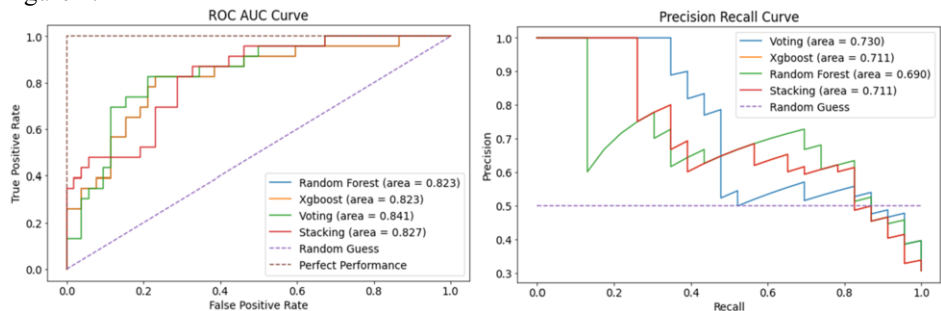 ROC AUC Curve
1.0
0.8
0.6
0.4
0.2
0.0
True Positive Rate
Random Forest (area = 0.823)
Xgboost (area = 0.823)
Voting (area = 0.841)
Stacking (area = 0.827)
Random Guess
Perfect Performance
0.0 0.2 0.4 0.6 0.8 1.0
False Positive Rate
Precision Recall Curve
1.0
0.9
0.8
0.7
0.6
0.5
0.4
0.3
Precision
Voting (area = 0.730)
Xgboost (area = 0.711)
Random Forest (area = 0.690)
Stacking (area = 0.711)
Random Guess
0.0 0.2 0.4 0.6 0.8 1.0
Recall